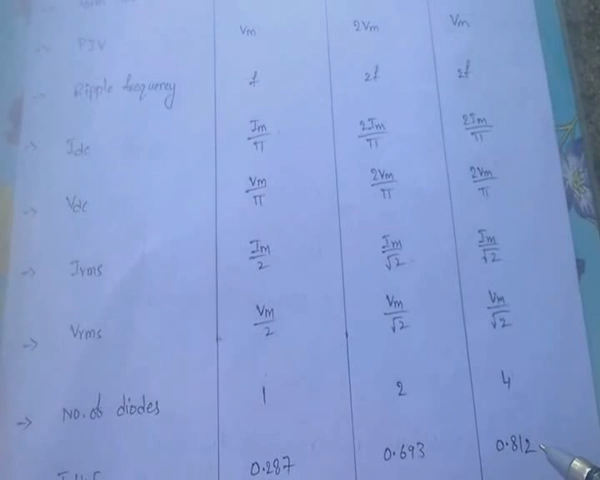 -> PIV Vm 2Vm Vm
-> Ripple frequency f 2f 2f
-> Idc Im/π 2Im/π 2Im/π
-> Vdc Vm/π 2Vm/π 2Vm/π
-> Irms Im/2 Im/√2 Im/√2
-> Vrms Vm/2 Vm/√2 Vm/√2
-> No. of diodes 1 2 4
0.287 0.693 0.812